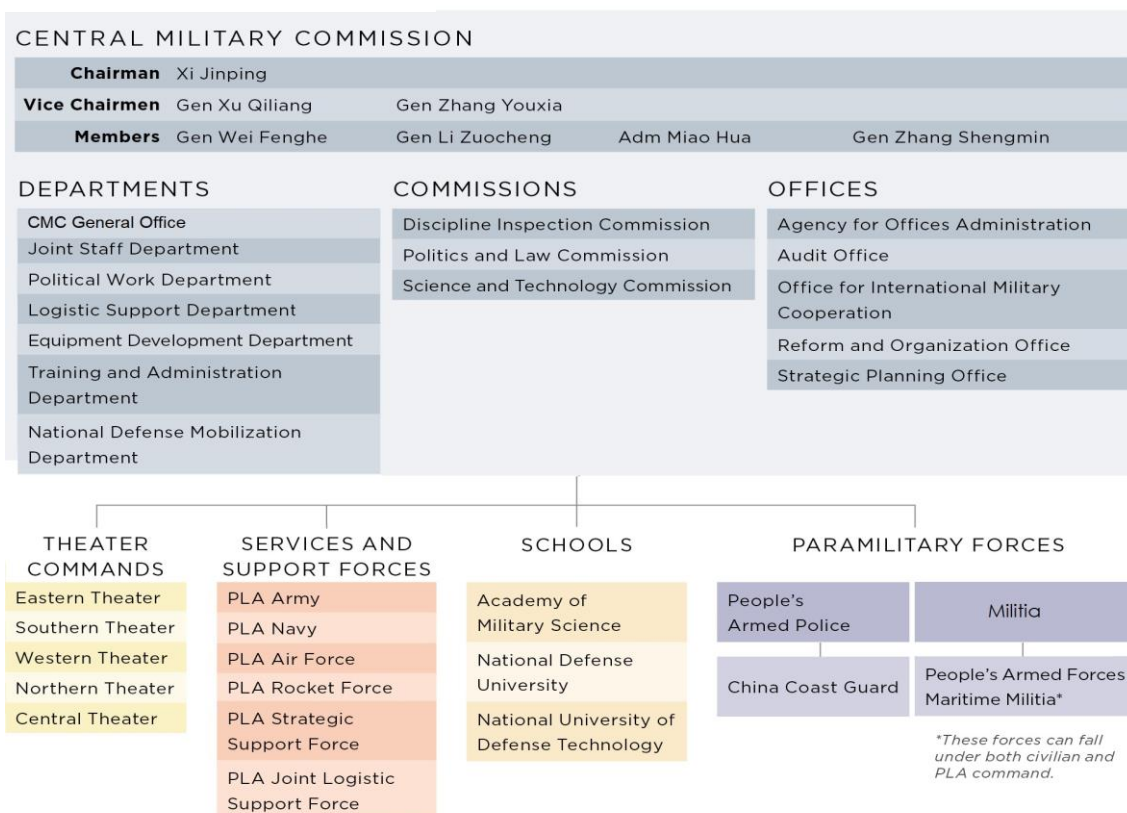 CENTRAL MILITARY COMMISSION
Chairman Xi Jinping
Vice Chairmen Gen Xu Qiliang Gen Zhang Youxia
Members Gen Wei Fenghe Gen Li Zuocheng Adm Miao Hua Gen Zhang Shengmin
DEPARTMENTS
CMC General Office
Joint Staff Department
Political Work Department
Logistic Support Department
Equipment Development Department
Training and Administration
Department
National Defense Mobilization
Department
COMMISSIONS
Discipline Inspection Commission
Politics and Law Commission
Science and Technology Commission
OFFICES
Agency for Offices Administration
Audit Office
Office for International Military
Cooperation
Reform and Organization Office
Strategic Planning Office
THEATER
COMMANDS
Eastern Theater
Southern Theater
Western Theater
Northern Theater
Central Theater
SERVICES AND
SUPPORT FORCES
PLA Army
PLA Navy
PLA Air Force
PLA Rocket Force
PLA Strategic
Support Force
PLA Joint Logistic
Support Force
SCHOOLS
Academy of
Military Science
National Defense
University
National University of
Defense Technology
PARAMILITARY FORCES
People's
Armed Police
China Coast Guard
Militia
People's Armed Forces
Maritime Militia*
*These forces can fall
under both civilian and
PLA command.